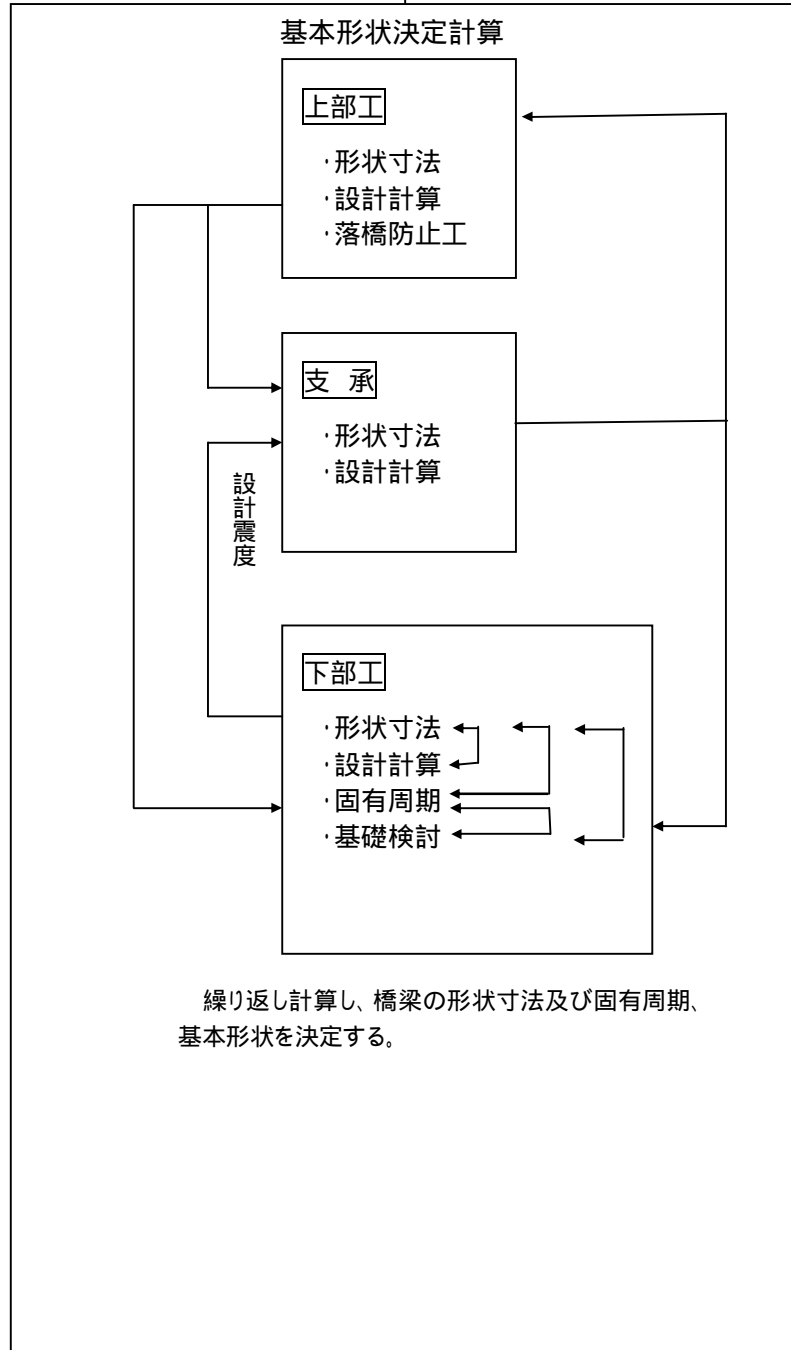 基本形状決定計算
上部工
・形状寸法
・設計計算
・落橋防止工
支 承
・形状寸法
・設計計算
設計震度
下部工
・形状寸法
・設計計算
・固有周期
・基礎検討
繰り返し計算し、橋梁の形状寸法及び固有周期、
基本形状を決定する。